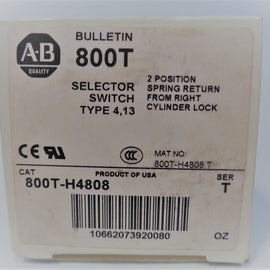 A-B
QUALITY
BULLETIN
800T
SELECTOR
SWITCH
TYPE 4,13
2 POSITION
SPRING RETURN
FROM RIGHT
CYLINDER LOCK
MAT NO:
800T-H4808 T
CAT
PRODUCT OF USA
SER
800T-H4808
T
10662073920080
OZ